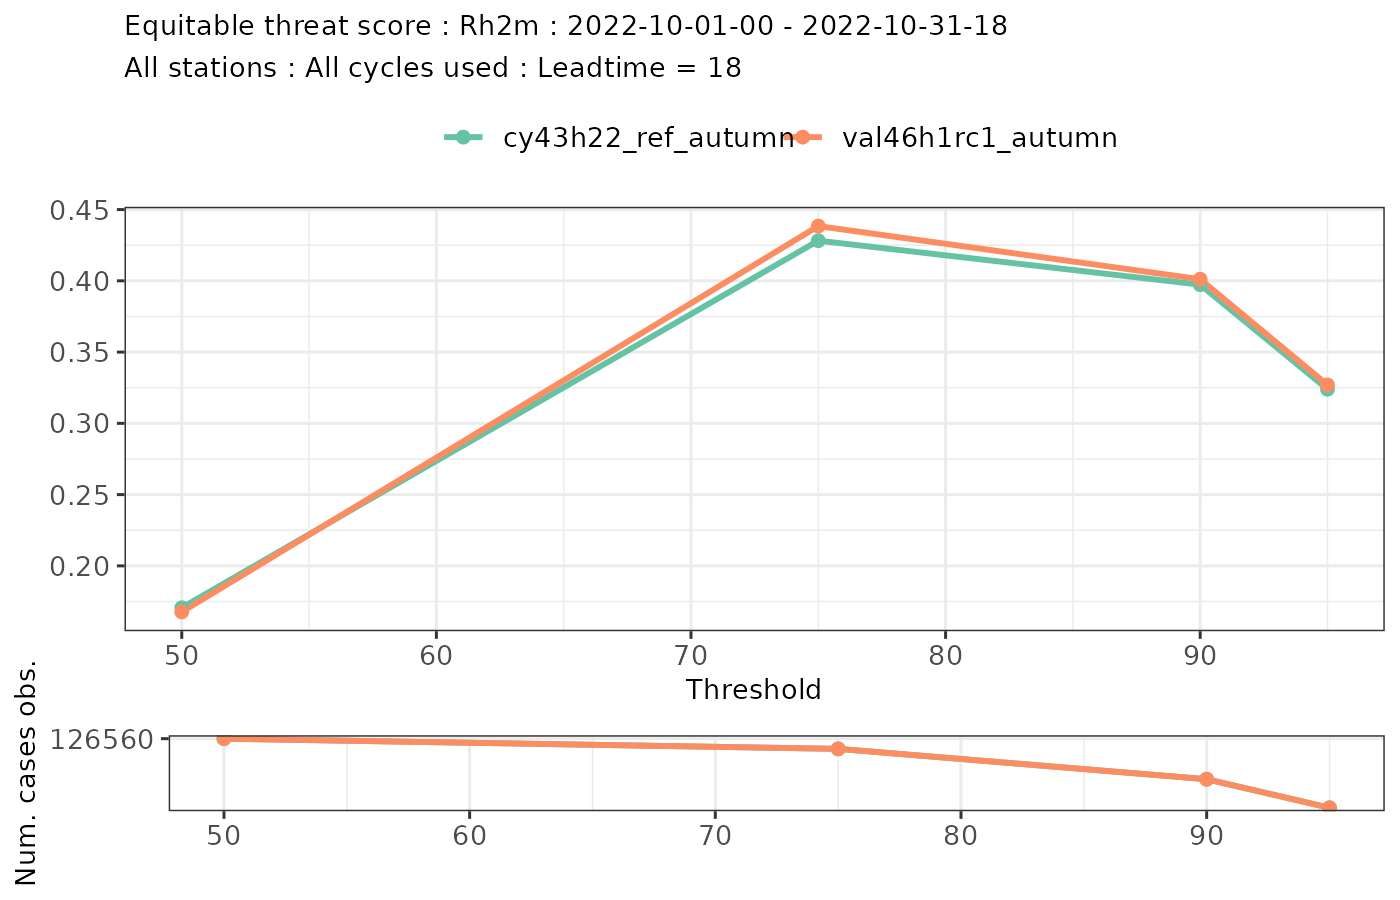 Equitable threat score : Rh2m : 2022-10-01-00 - 2022-10-31-18
All stations : All cycles used : Leadtime = 18
cy43h22_ref_autumn val46h1rc1_autumn
0.45
0.40
0.35
0.30
0.25
0.20
50 60 70 80 90
Threshold
Num. cases obs.
126560
50 60 70 80 90